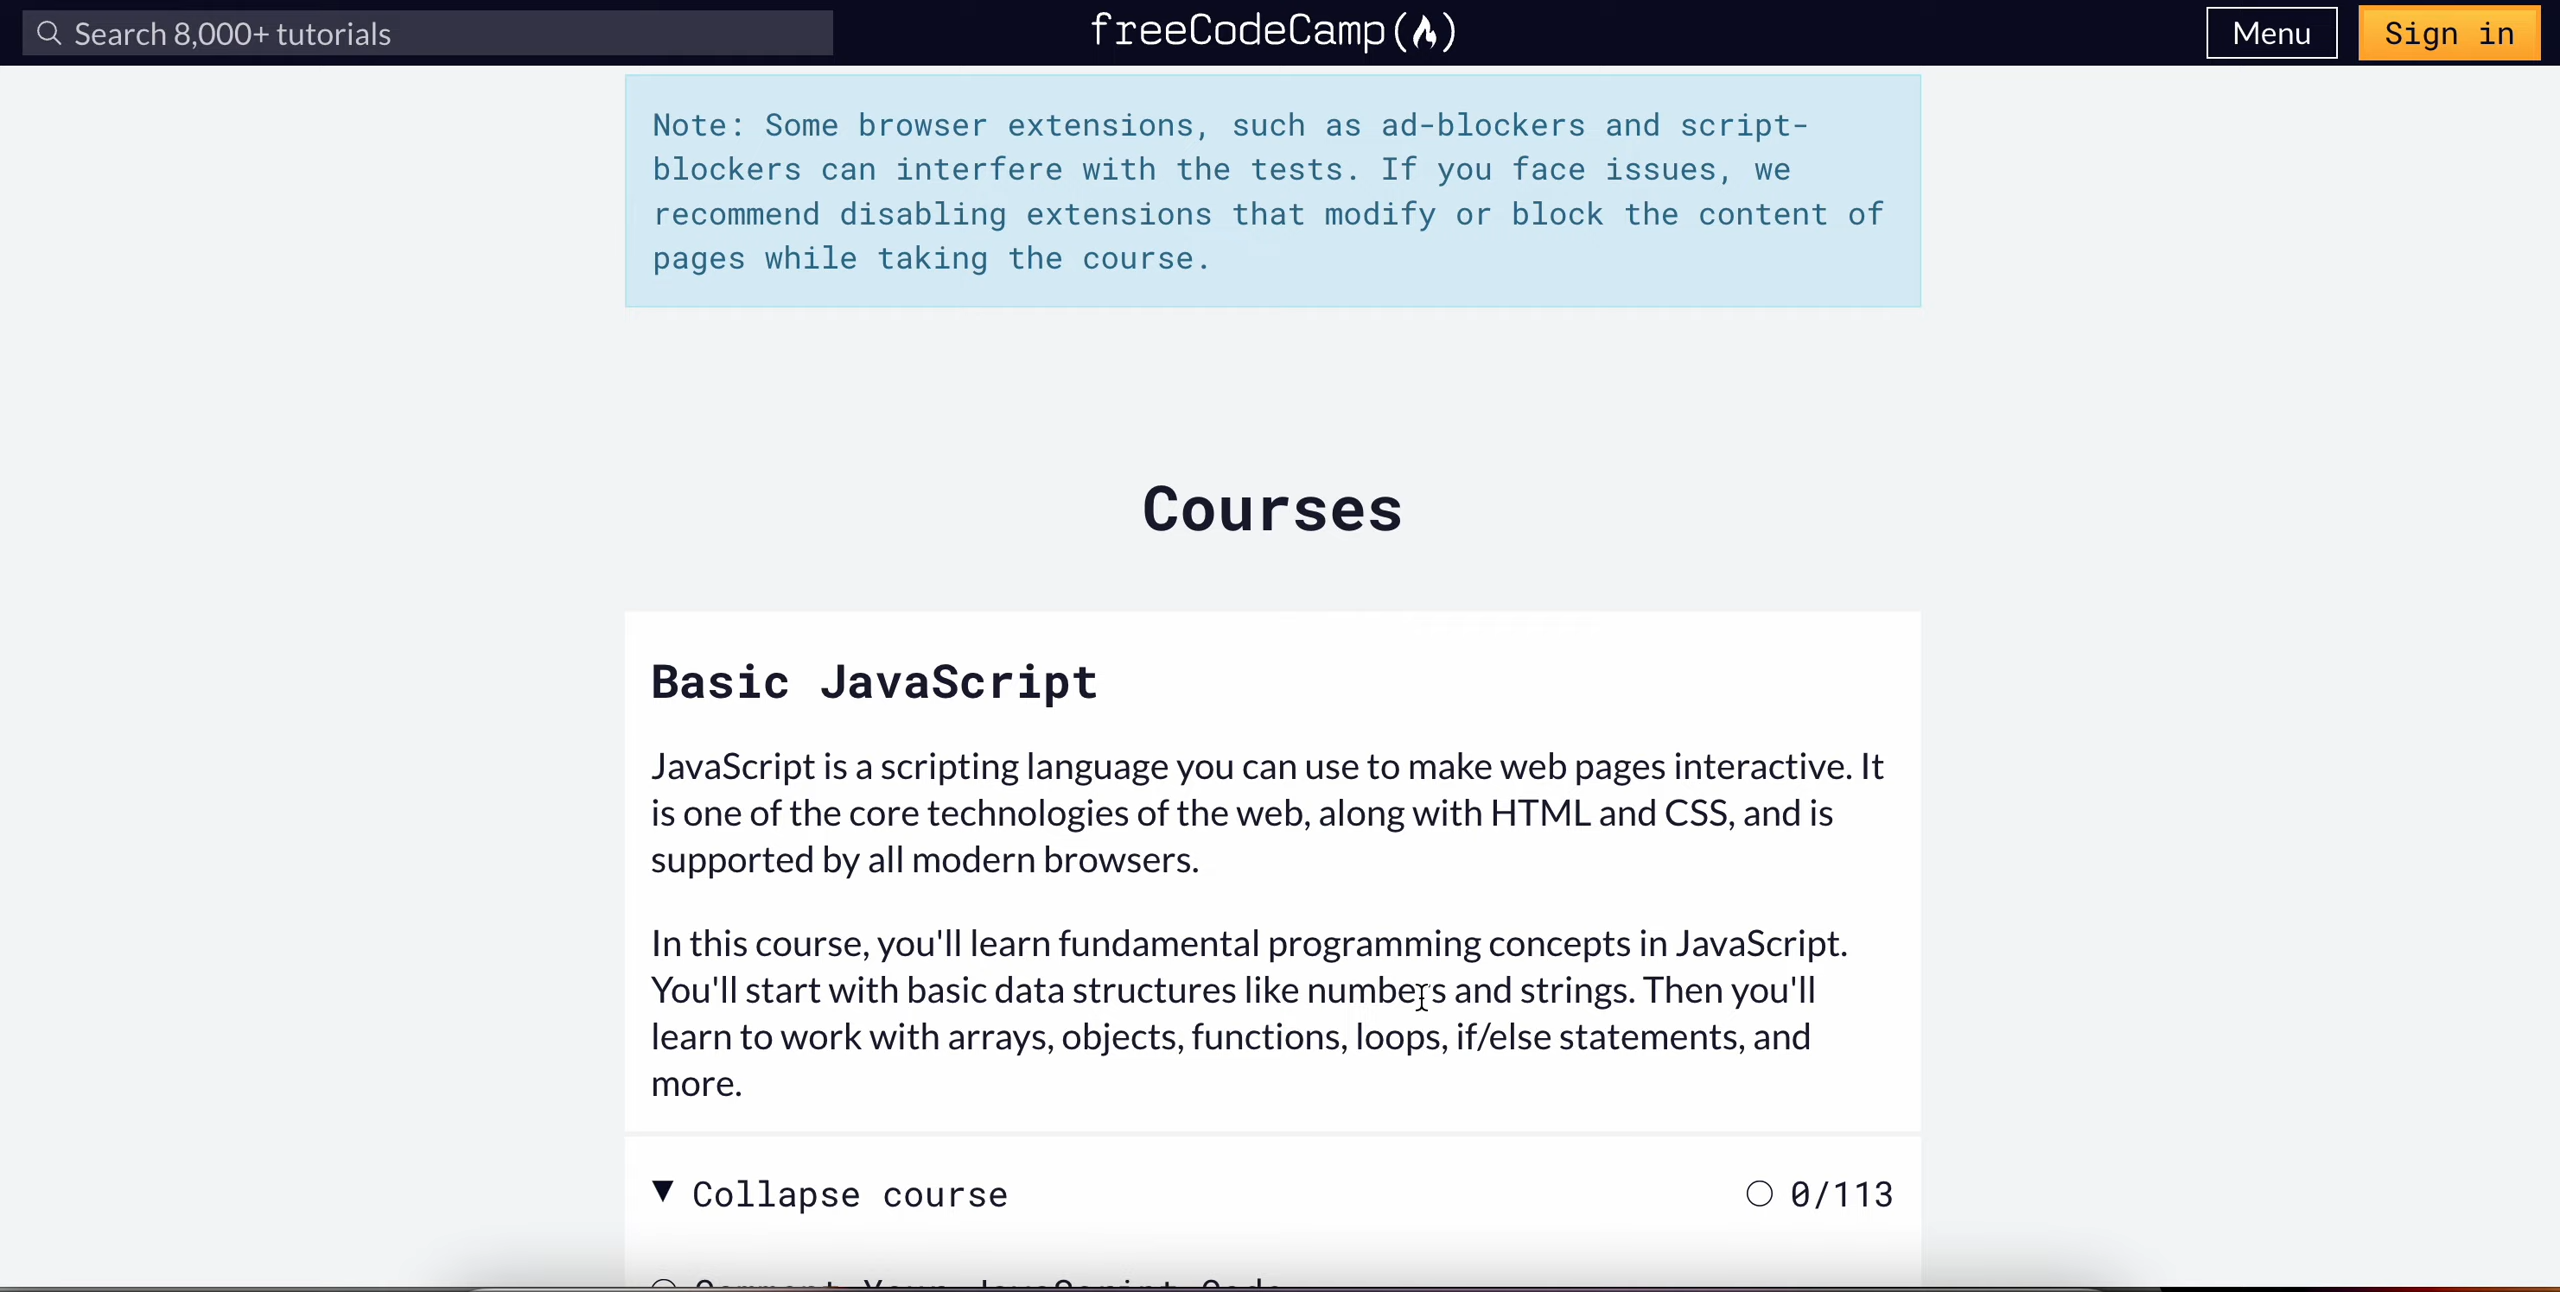 Search 8,000+ tutorials
freeCodeCamp
Menu
Sign in
Note: Some browser extensions, such as ad-blockers and script-
blockers can interfere with the tests. If you face issues, we
recommend disabling extensions that modify or block the content of
pages while taking the course.
Courses
Basic JavaScript
JavaScript is a scripting language you can use to make web pages interactive. It
is one of the core technologies of the web, along with HTML and CSS, and is
supported by all modern browsers.
In this course, you'll learn fundamental programming concepts in JavaScript.
You'll start with basic data structures like numbers and strings. Then you'll
learn to work with arrays, objects, functions, loops, if/else statements, and
more.
Collapse course
0/113
Comment Your JavaScript Code